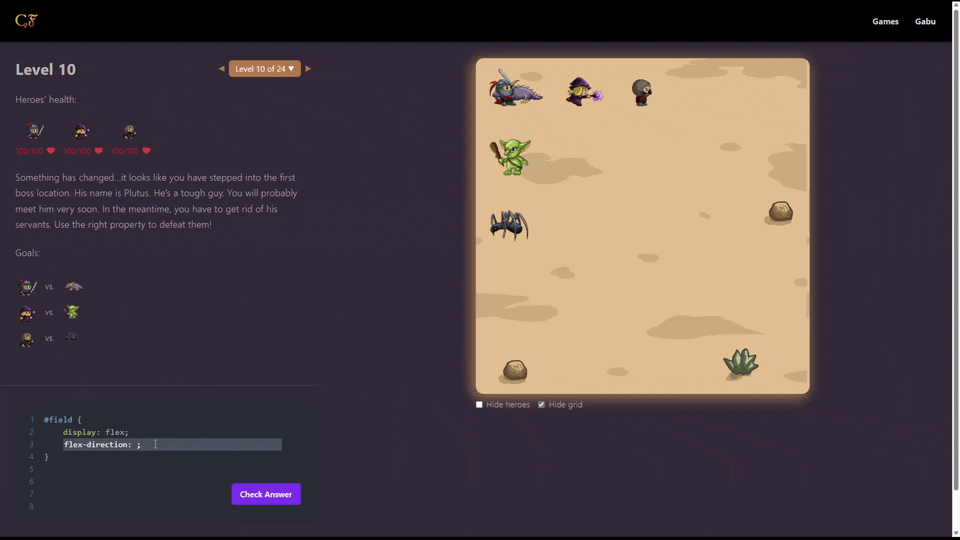 CF
Games
Gabu
Level 10
◀ Level 10 of 24 ▼ ▶
Heroes' health:
100/100
100/100
100/100
Something has changed...it looks like you have stepped into the first
boss location. His name is Plutus. He's a tough guy. You will probably
meet him very soon. In the meantime, you have to get rid of his
servants. Use the right property to defeat them!
Goals:
vs.
vs.
vs.
1 #field {
2 display: flex;
3 flex-direction: ;
4 }
5
6
7
8
Check Answer
Hide heroes
Hide grid